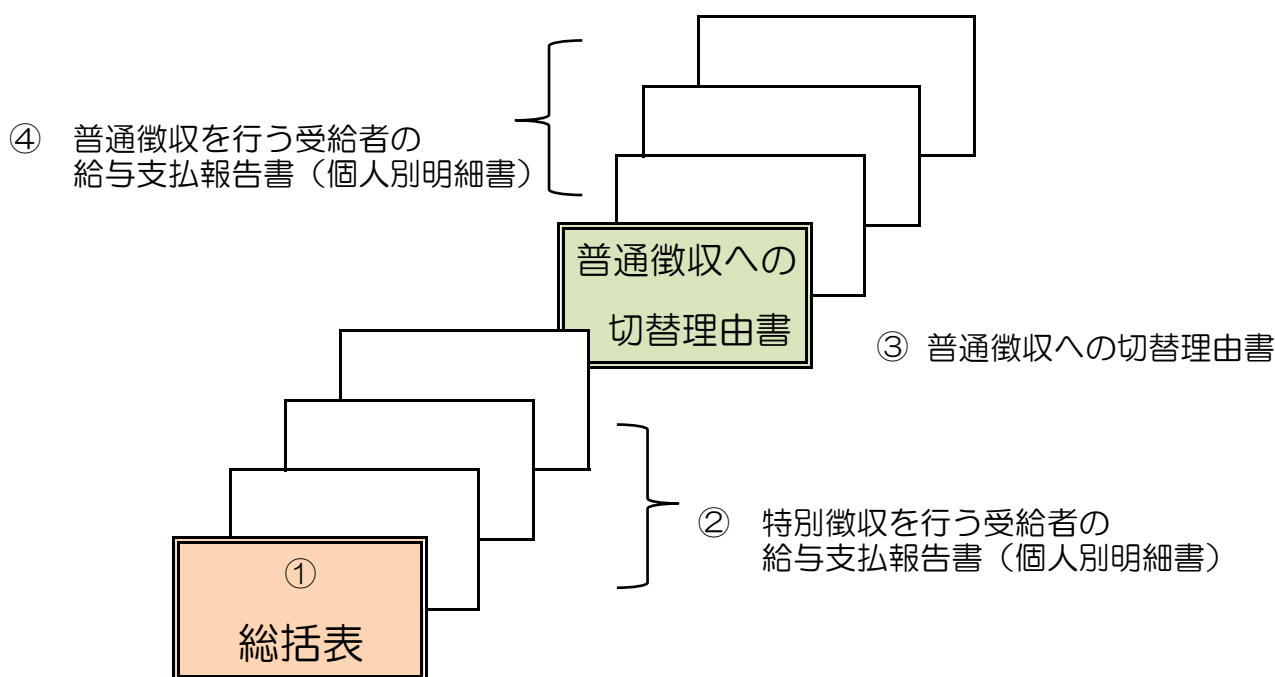 ④ 普通徴収を行う受給者の
給与支払報告書（個人別明細書）
普通徴収への
切替理由書
③ 普通徴収への切替理由書
② 特別徴収を行う受給者の
給与支払報告書（個人別明細書）
①
総括表